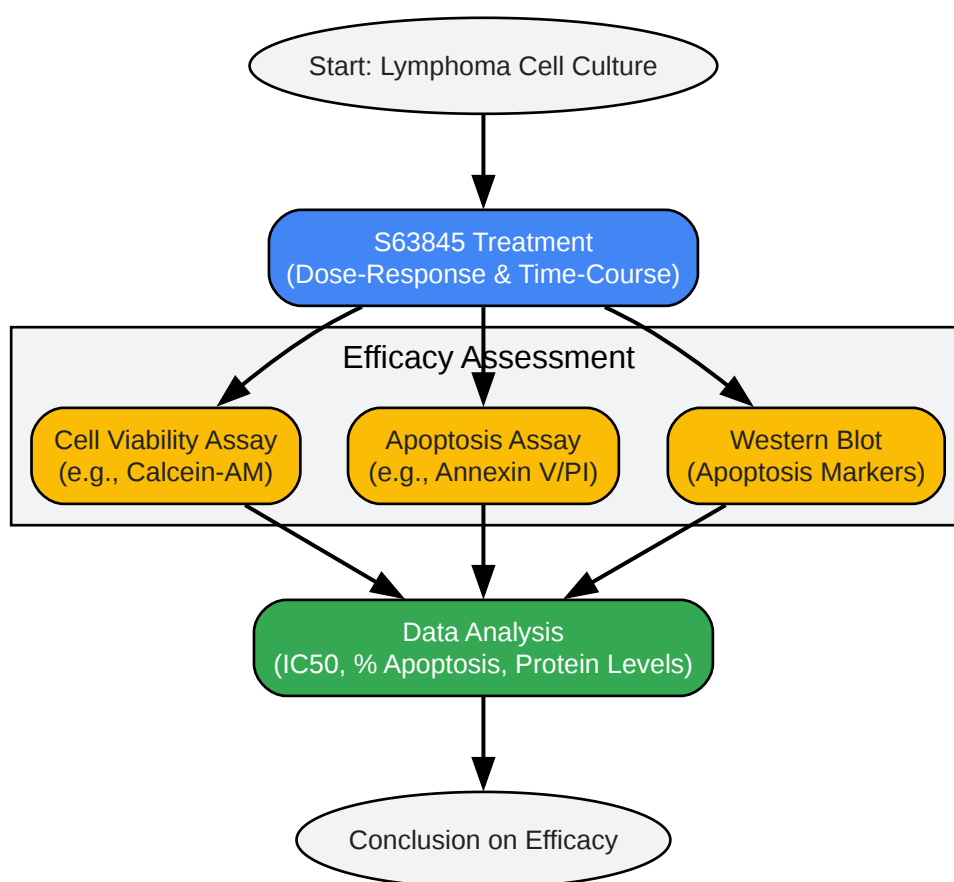 Start: Lymphoma Cell Culture
S63845 Treatment
(Dose-Response & Time-Course)
Efficacy Assessment
Cell Viability Assay
(e.g., Calcein-AM)
Apoptosis Assay
(e.g., Annexin V/PI)
Western Blot
(Apoptosis Markers)
Data Analysis
(IC50, % Apoptosis, Protein Levels)
Conclusion on Efficacy